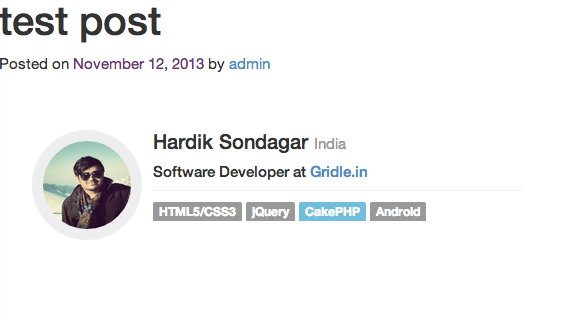 test post
Posted on November 12, 2013 by admin
Hardik Sondagar India
Software Developer at Gridle.in
HTML5/CSS3 jQuery CakePHP Android